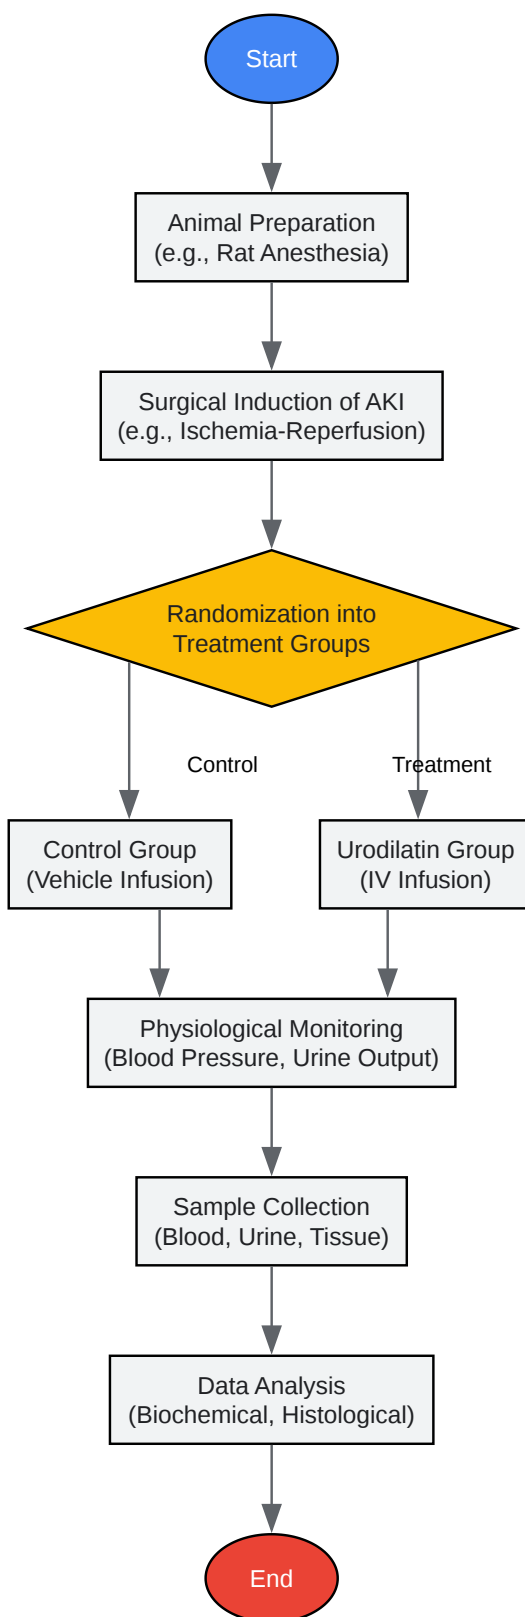 Start
Animal Preparation
(e.g., Rat Anesthesia)
Surgical Induction of AKI
(e.g., Ischemia-Reperfusion)
Randomization into
Treatment Groups
Control
Treatment
Control Group
(Vehicle Infusion)
Urodilatin Group
(IV Infusion)
Physiological Monitoring
(Blood Pressure, Urine Output)
Sample Collection
(Blood, Urine, Tissue)
Data Analysis
(Biochemical, Histological)
End